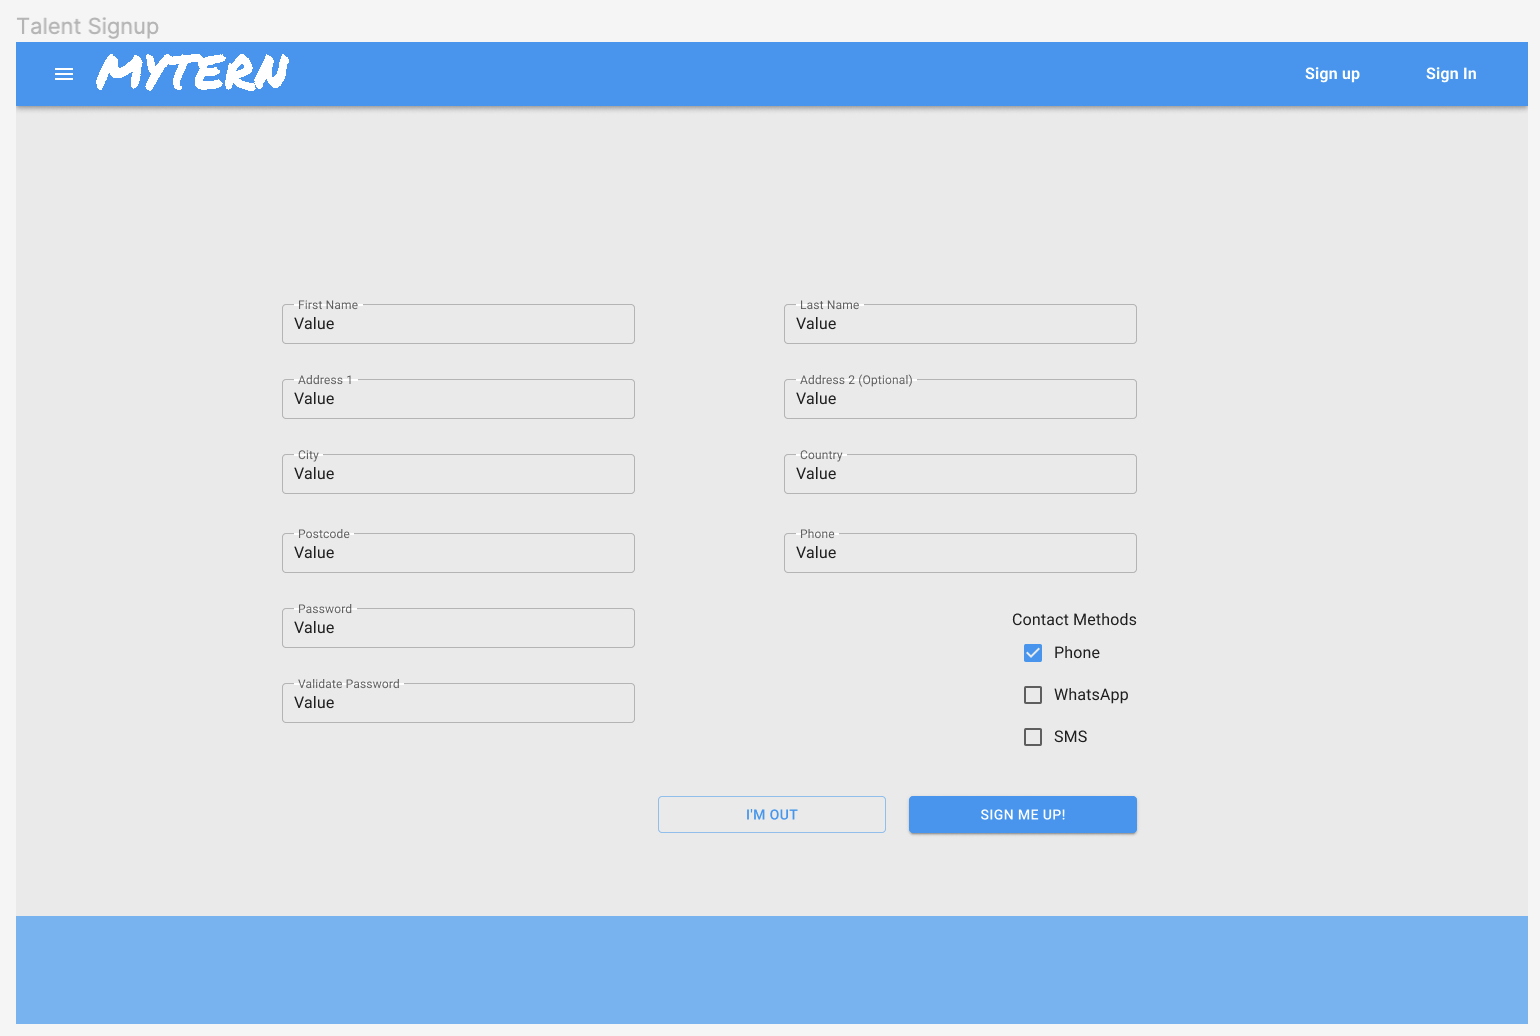 Talent Signup
MYTERN
Sign up
Sign In
First Name
Value
Last Name
Value
Address 1
Value
Address 2 (Optional)
Value
City
Value
Country
Value
Postcode
Value
Phone
Value
Password
Value
Contact Methods
Phone
Validate Password
Value
WhatsApp
SMS
I'M OUT
SIGN ME UP!